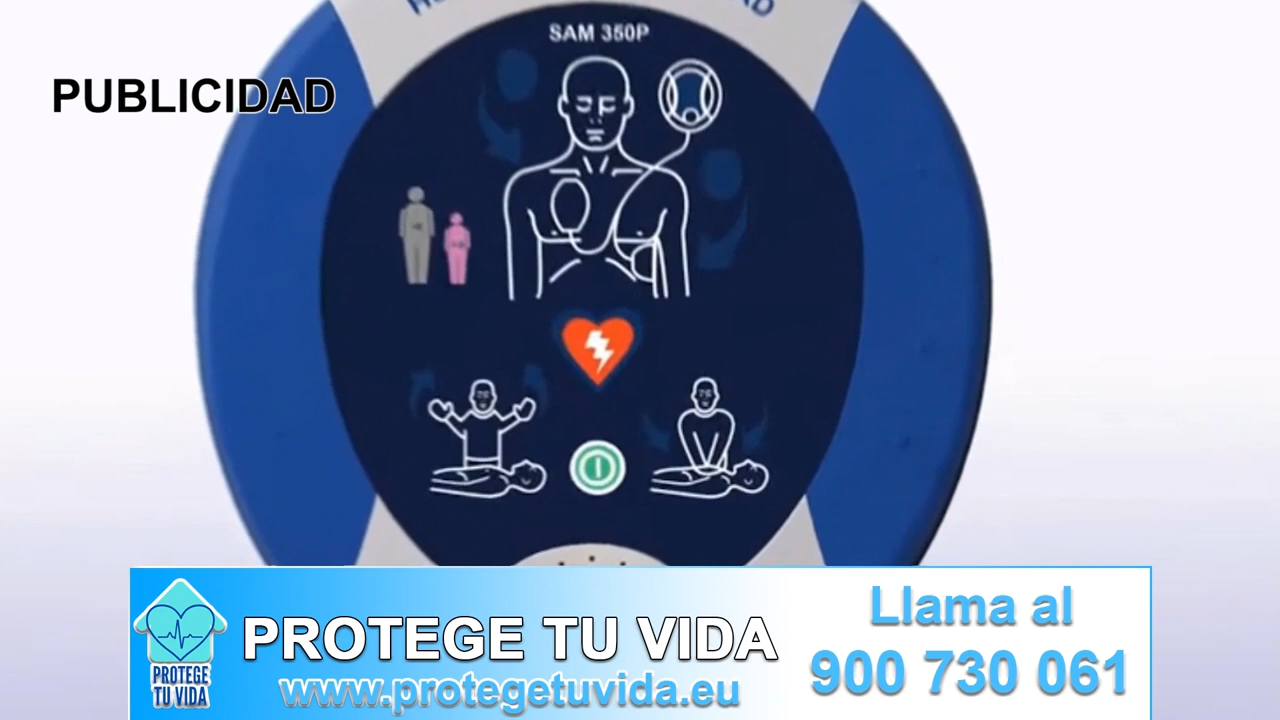 SAM 350P
PUBLICIDAD
PROTEGE
TU VIDA
PROTEGE TU VIDA
www.protegetuvida.eu
Llama al
900 730 061